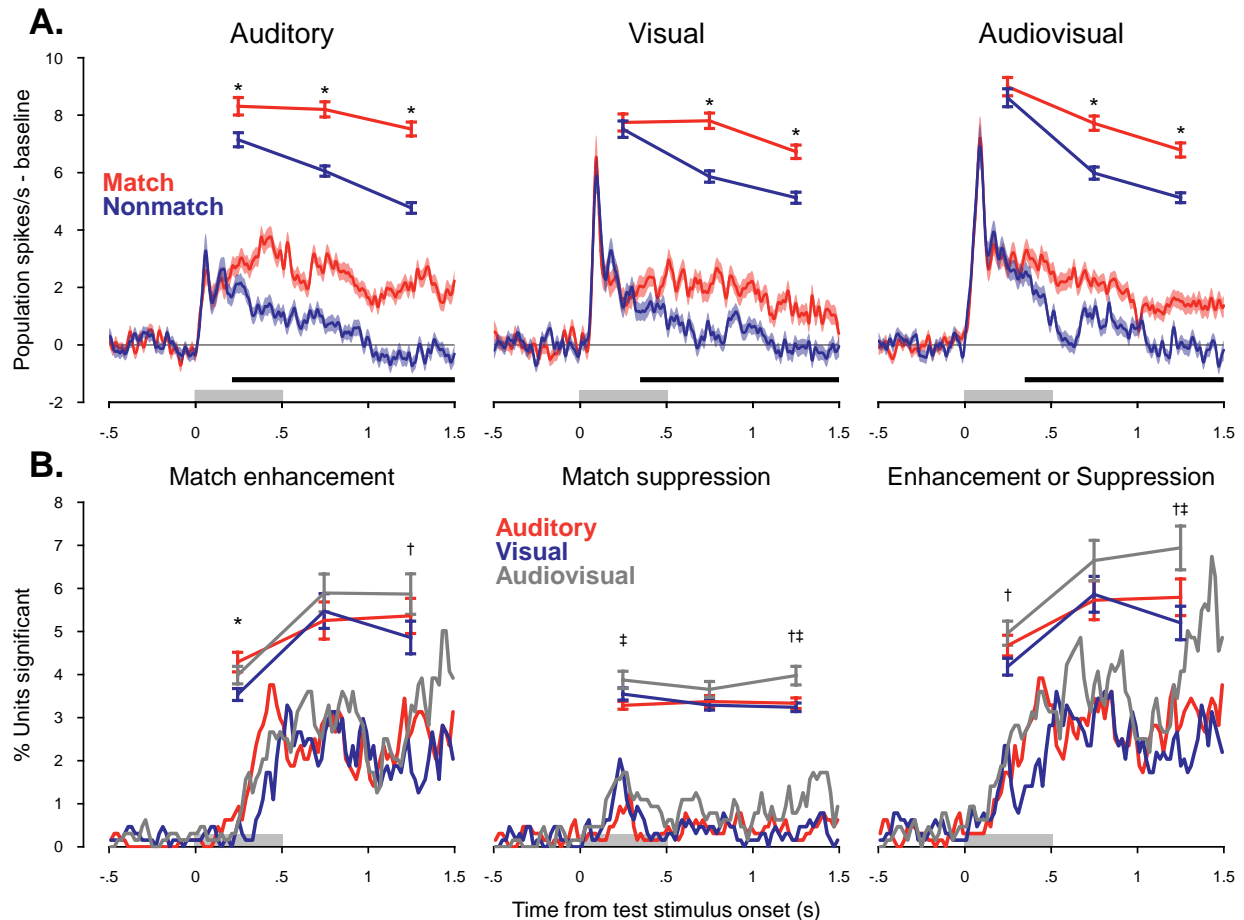 A.
Auditory
Visual
Audiovisual
Population spikes/s - baseline
10
8
6
4
2
0
-2
Match
Nonmatch
* * *
* *
* *
-.5 0 .5 1 1.5
-.5 0 .5 1 1.5
-.5 0 .5 1 1.5
B.
Match enhancement
Match suppression
Enhancement or Suppression
% Units significant
8
7
6
5
4
3
2
1
0
Auditory
Visual
Audiovisual
* †
‡ †‡
† †‡
-.5 0 .5 1 1.5
-.5 0 .5 1 1.5
-.5 0 .5 1 1.5
Time from test stimulus onset (s)